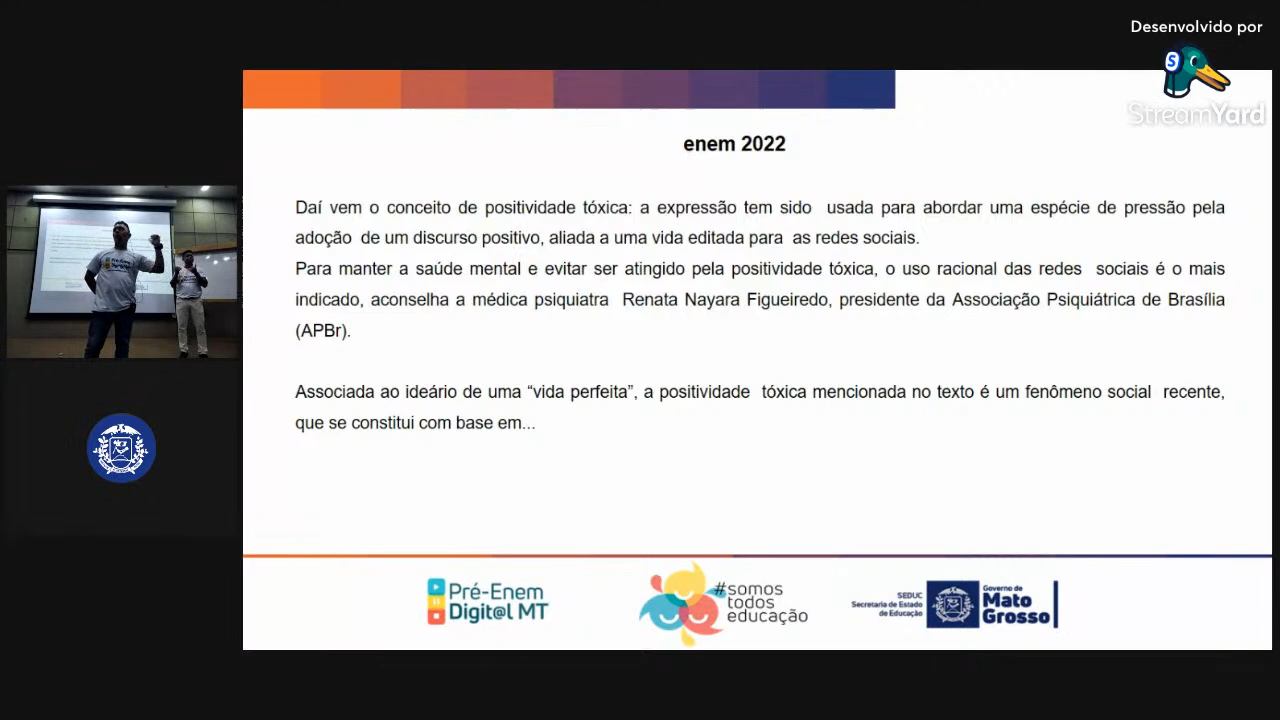 Desenvolvido por
S
StreamYard
enem 2022
Daí vem o conceito de positividade tóxica: a expressão tem sido usada para abordar uma espécie de pressão pela
adoção de um discurso positivo, aliada a uma vida editada para as redes sociais.
Para manter a saúde mental e evitar ser atingido pela positividade tóxica, o uso racional das redes sociais é o mais
indicado, aconselha a médica psiquiatra Renata Nayara Figueiredo, presidente da Associação Psiquiátrica de Brasília
(APBr).
Associada ao ideário de uma “vida perfeita”, a positividade tóxica mencionada no texto é um fenômeno social recente,
que se constitui com base em...
Pré-Enem
Digit@l MT
#somos
todos
educação
SEDUC
Secretaria de Estado
de Educação
Governo de
Mato
Grosso